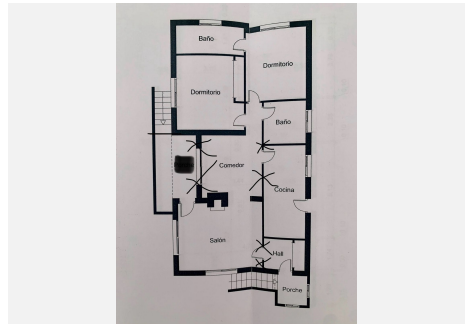 Baño
Dormitorio
Dormitorio
Baño
Comedor
Cocina
Salón
Hall
Porche